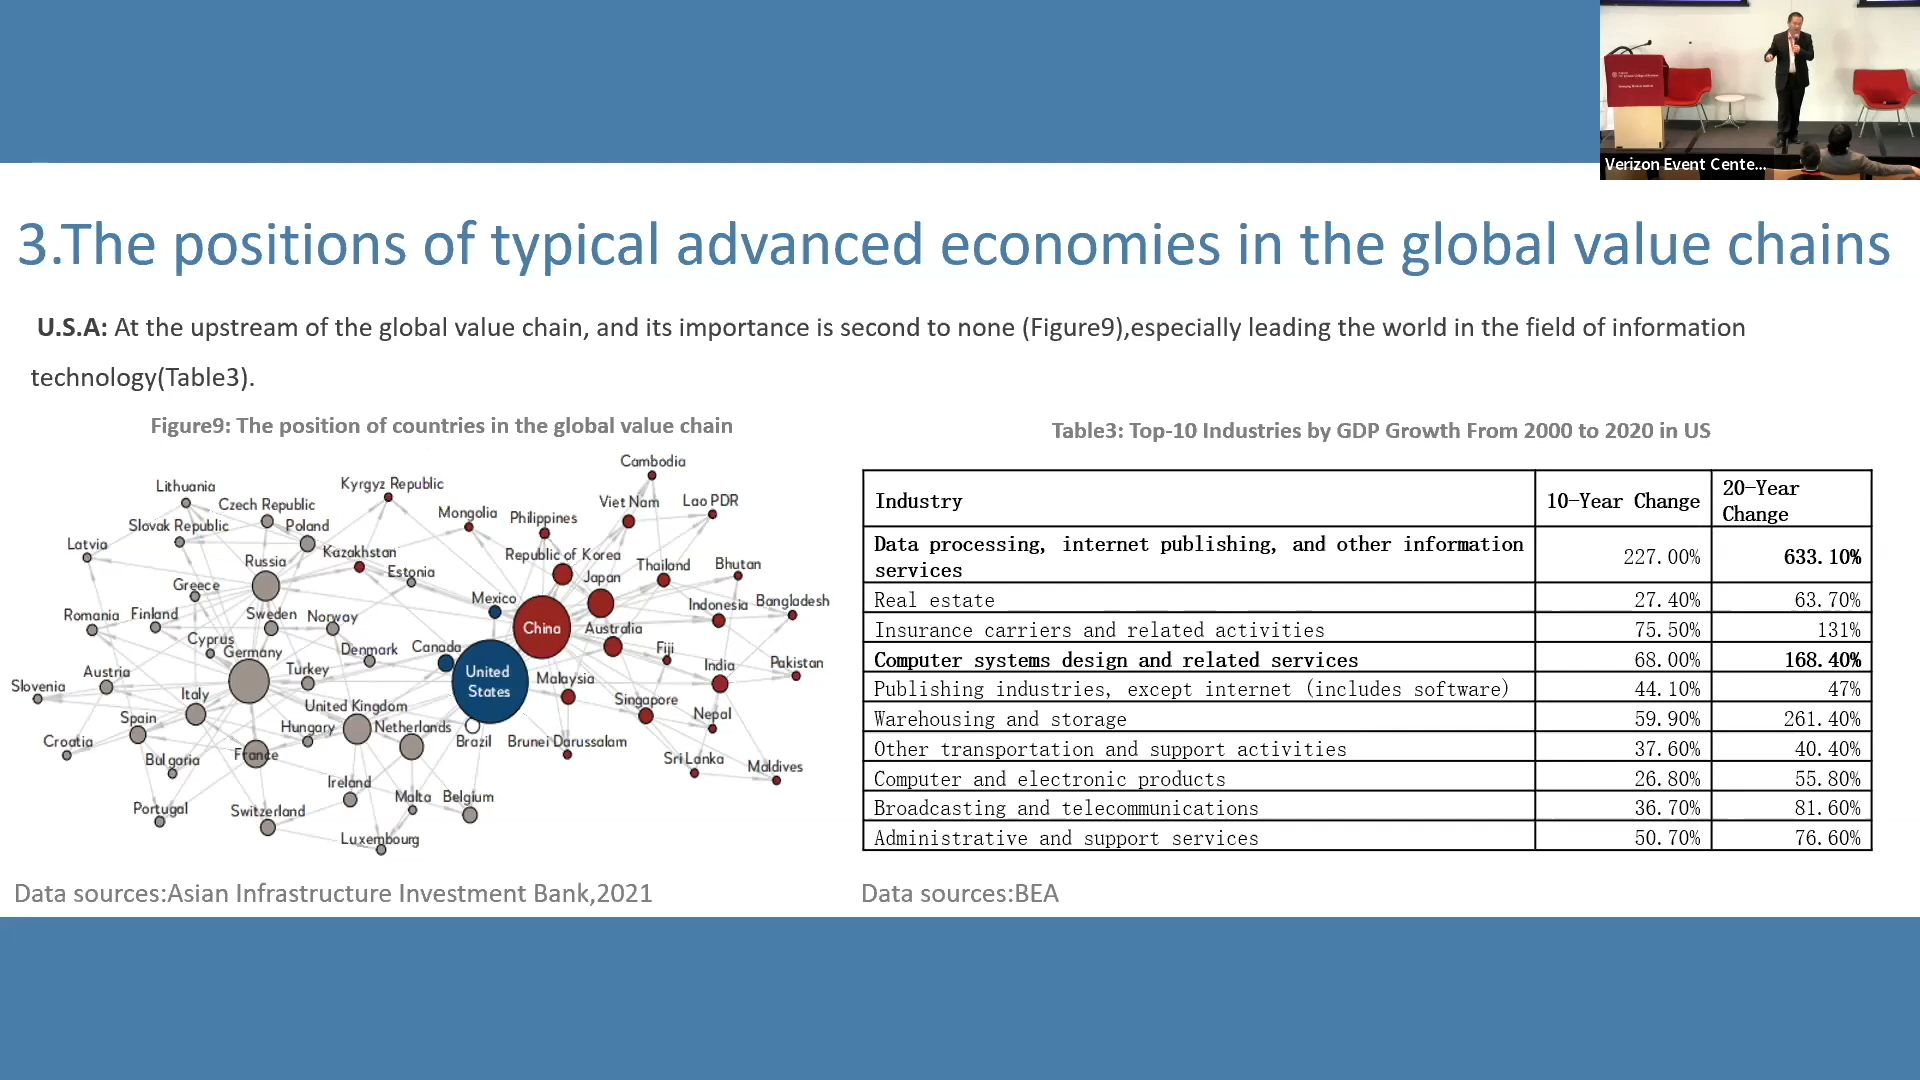 Verizon Event Cente...
3.The positions of typical advanced economies in the global value chains
U.S.A: At the upstream of the global value chain, and its importance is second to none (Figure9),especially leading the world in the field of information
technology(Table3).
Figure9: The position of countries in the global value chain
Cambodia
Lithuania
Kyrgyz Republic
Czech Republic
Viet Nam
Lao PDR
Mongolia
Philippines
Slovak Republic
Poland
Latvia
Kazakhstan
Republic of Korea
Russia
Thailand
Bhutan
Estonia
Japan
Greece
Mexico
Indonesia
Bangladesh
Romania
Finland
Sweden
Norway
China
Australia
Cyprus
Germany
Denmark
Canada
Fiji
Austria
Turkey
United
States
Malaysia
India
Pakistan
Slovenia
Italy
Singapore
Spain
United Kingdom
Nepal
Hungary
Netherlands
Croatia
Brazil
Brunei Darussalam
Bulgaria
France
Sri Lanka
Maldives
Ireland
Malta
Belgium
Portugal
Switzerland
Luxembourg
Data sources:Asian Infrastructure Investment Bank,2021
Table3: Top-10 Industries by GDP Growth From 2000 to 2020 in US
Industry 10-Year Change 20-Year
Change
Data processing, internet publishing, and other information
services 227.00% 633.10%
Real estate 27.40% 63.70%
Insurance carriers and related activities 75.50% 131%
Computer systems design and related services 68.00% 168.40%
Publishing industries, except internet (includes software) 44.10% 47%
Warehousing and storage 59.90% 261.40%
Other transportation and support activities 37.60% 40.40%
Computer and electronic products 26.80% 55.80%
Broadcasting and telecommunications 36.70% 81.60%
Administrative and support services 50.70% 76.60%
Data sources:BEA